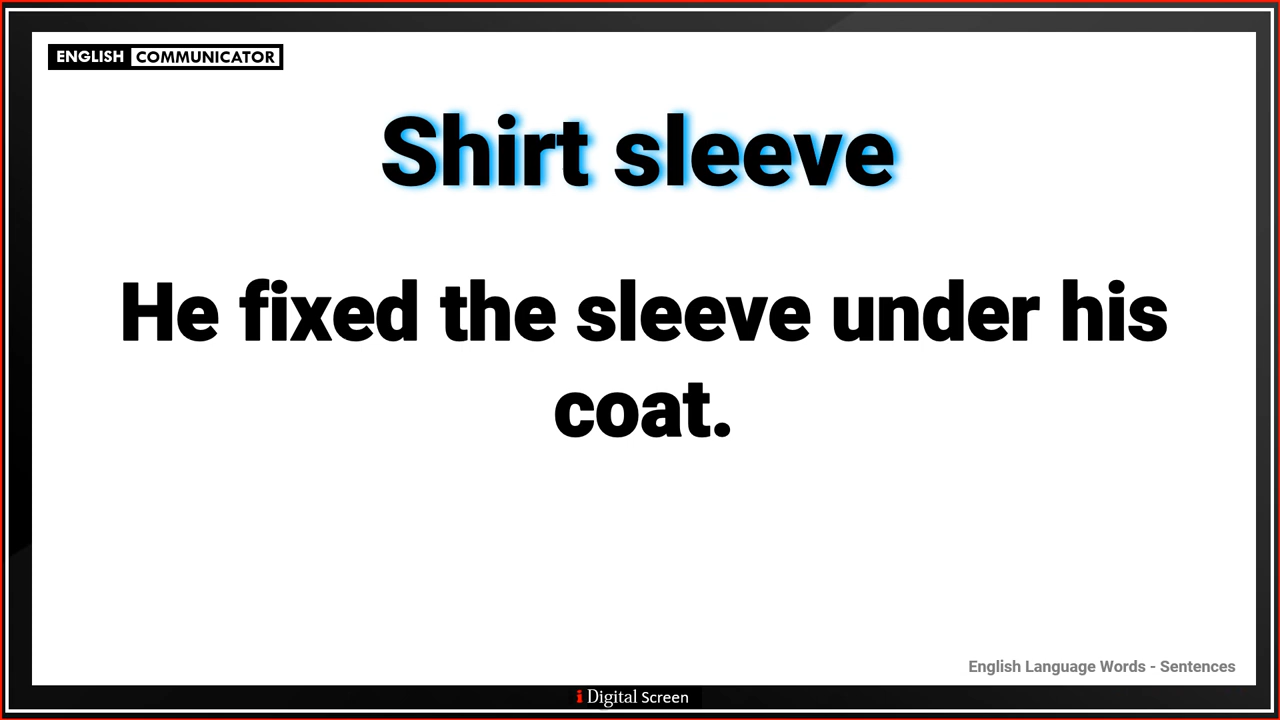 ENGLISH COMMUNICATOR
Shirt sleeve
He fixed the sleeve under his
coat.
English Language Words - Sentences
i Digital Screen